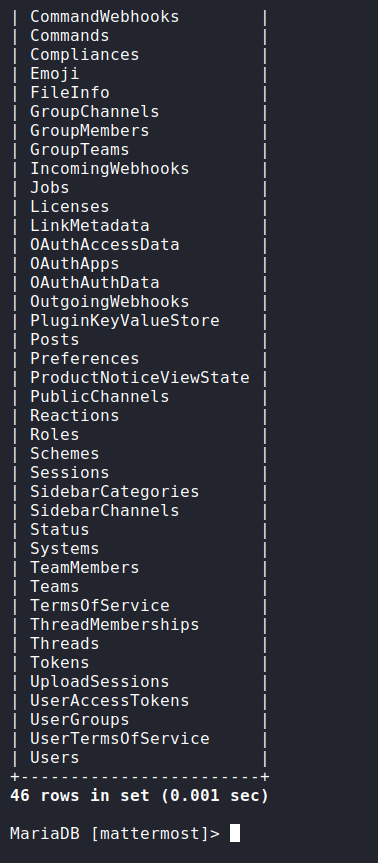 | CommandWebhooks        |
| Commands               |
| Compliances            |
| Emoji                  |
| FileInfo               |
| GroupChannels          |
| GroupMembers           |
| GroupTeams             |
| IncomingWebhooks       |
| Jobs                   |
| Licenses               |
| LinkMetadata           |
| OAuthAccessData        |
| OAuthApps              |
| OAuthAuthData          |
| OutgoingWebhooks       |
| PluginKeyValueStore    |
| Posts                  |
| Preferences            |
| ProductNoticeViewState |
| PublicChannels         |
| Reactions              |
| Roles                  |
| Schemes                |
| Sessions               |
| SidebarCategories      |
| SidebarChannels        |
| Status                 |
| Systems                |
| TeamMembers            |
| Teams                  |
| TermsOfService         |
| ThreadMemberships      |
| Threads                |
| Tokens                 |
| UploadSessions         |
| UserAccessTokens       |
| UserGroups             |
| UserTermsOfService     |
| Users                  |
+------------------------+
46 rows in set (0.001 sec)
MariaDB [mattermost]>